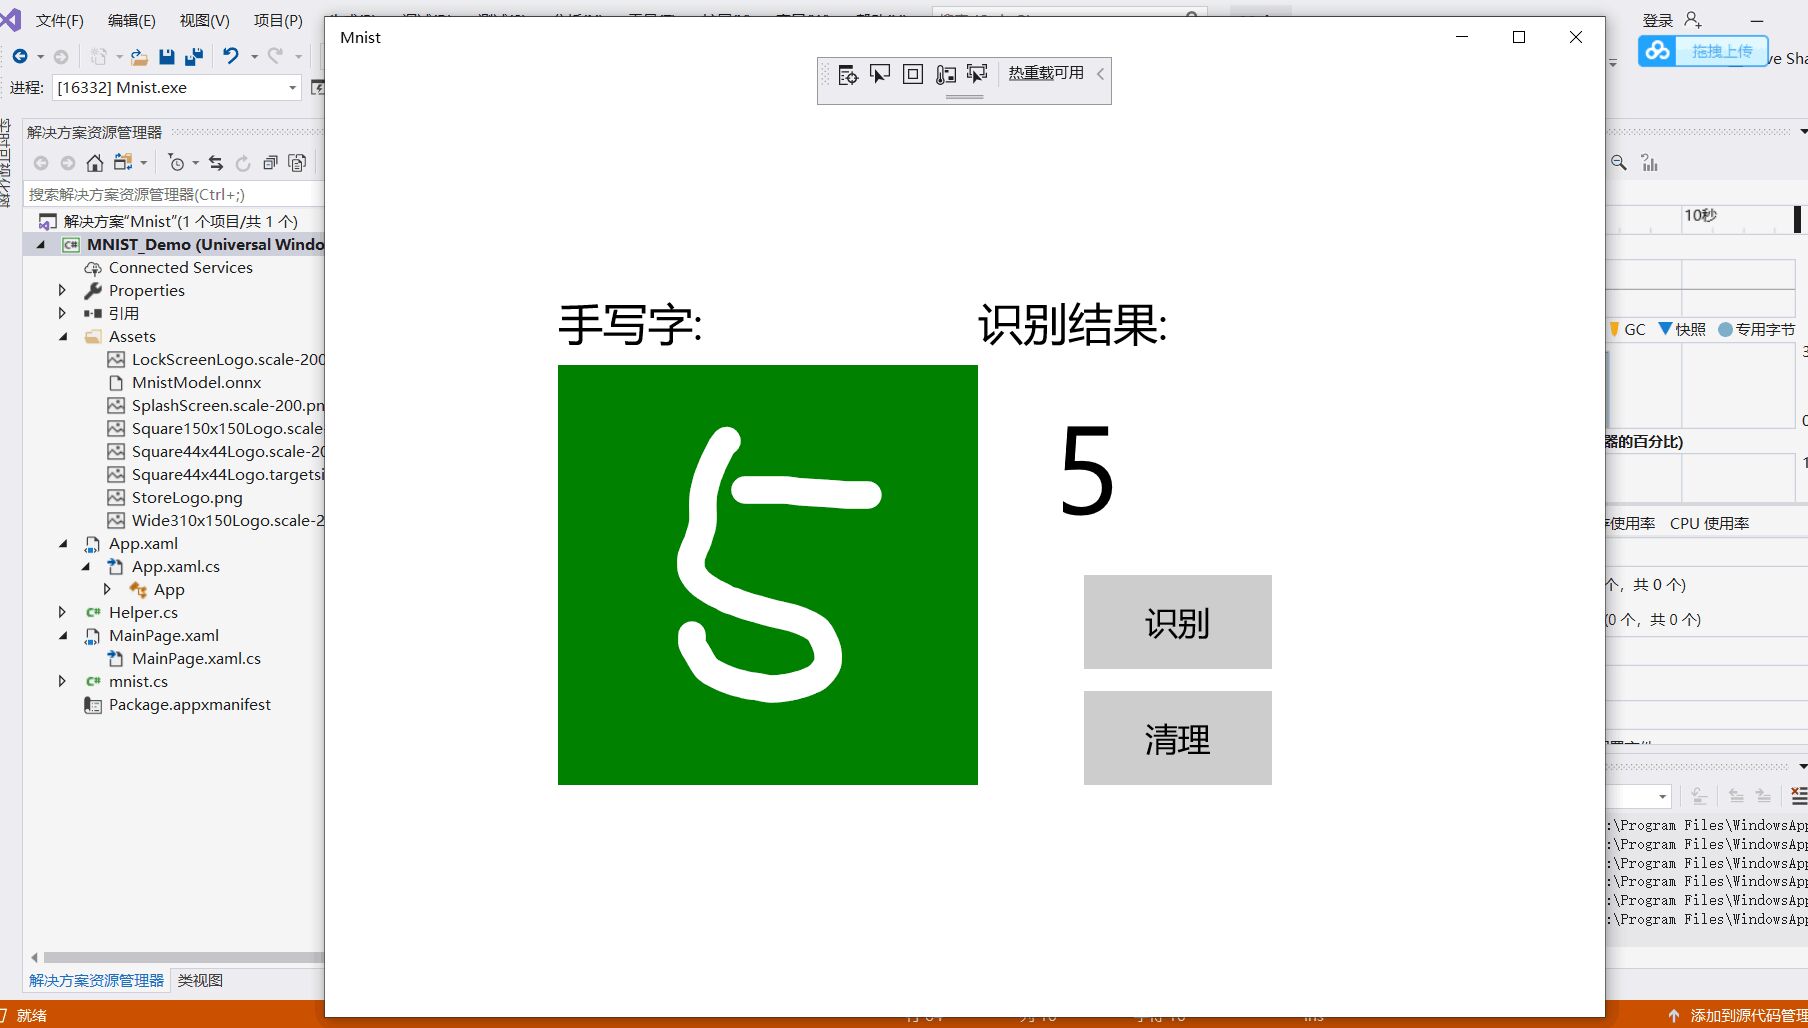 文件(F) 编辑(E) 视图(V) 项目(P)
登录
拖拽上传
进程: [16332] Mnist.exe
Mnist
热重载可用
解决方案资源管理器
搜索解决方案资源管理器(Ctrl+;)
解决方案"Mnist"(1 个项目/共 1 个)
MNIST_Demo (Universal Windo
Connected Services
Properties
引用
Assets
LockScreenLogo.scale-200
MnistModel.onnx
SplashScreen.scale-200.pn
Square150x150Logo.scale-
Square44x44Logo.scale-20
Square44x44Logo.targetsi
StoreLogo.png
Wide310x150Logo.scale-2
App.xaml
App.xaml.cs
App
Helper.cs
MainPage.xaml
MainPage.xaml.cs
mnist.cs
Package.appxmanifest
解决方案资源管理器 类视图
就绪
手写字:
5
识别结果:
5
识别
清理
10秒
GC 快照 专用字节
器的百分比)
使用率 CPU 使用率
个，共 0 个)
(0 个，共 0 个)
:\Program Files\WindowsApp
:\Program Files\WindowsApp
:\Program Files\WindowsApp
:\Program Files\WindowsApp
:\Program Files\WindowsApp
:\Program Files\WindowsApp
添加到源代码管理